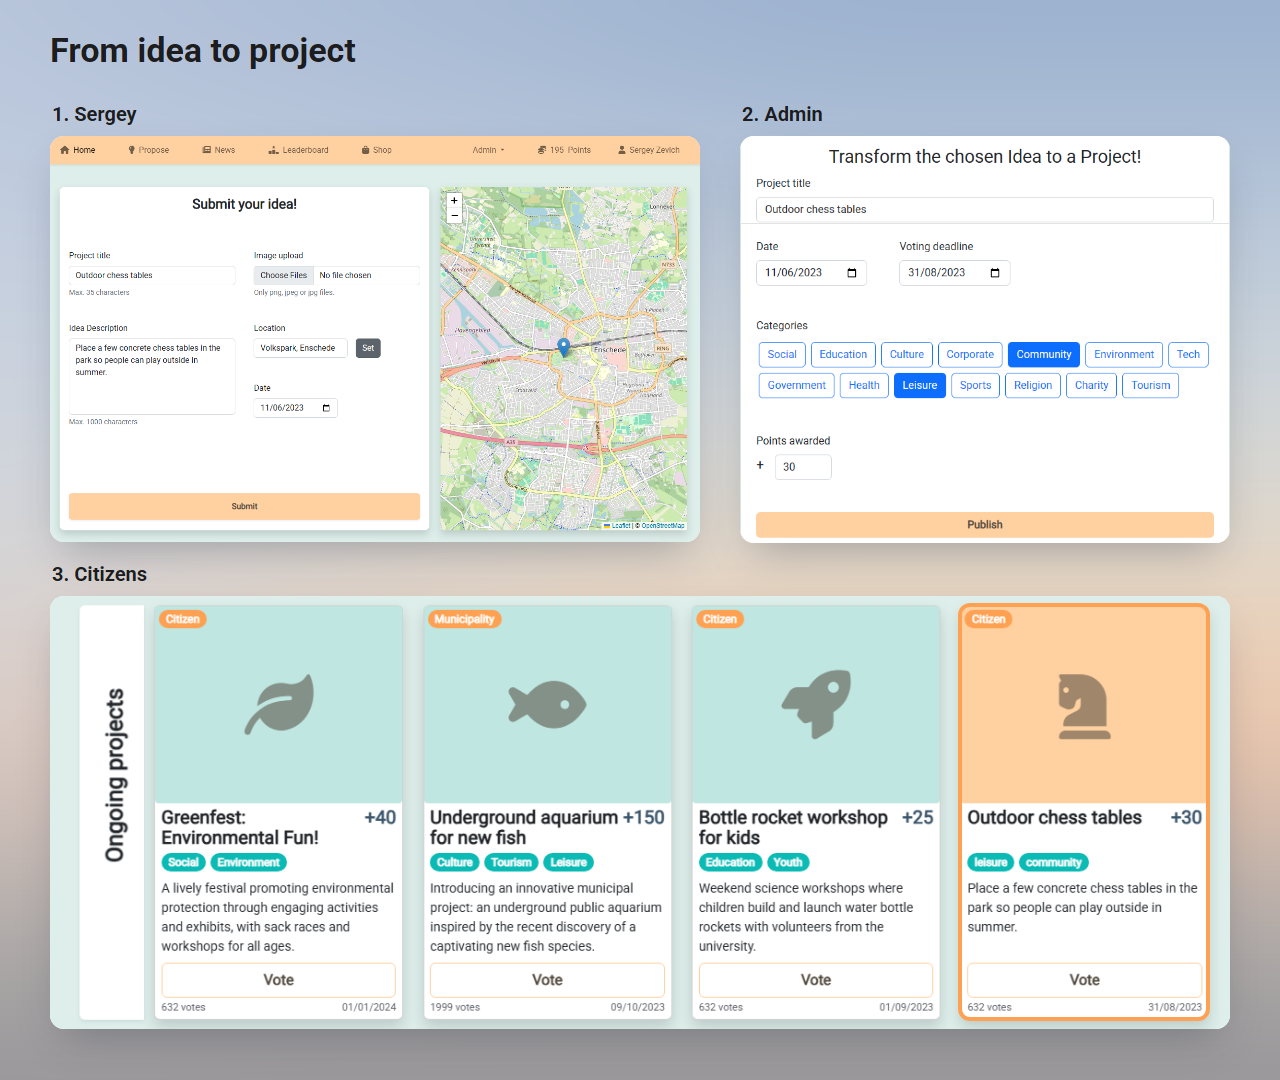 From idea to project
1. Sergey
Home Propose News Leaderboard Shop Admin 195 Points Sergey Zevich
Submit your idea!
Project title
Outdoor chess tables
Max. 35 characters
Image upload
Choose Files No file chosen
Only png, jpeg or jpg files.
Idea Description
Place a few concrete chess tables in the
park so people can play outside in
summer.
Max. 1000 characters
Location
Volkspark, Enschede Set
Date
11/06/2023
Submit
+
−
Lonneker
Enschede
Havengebied
N733
RING
A35
Leaflet | © OpenStreetMap
2. Admin
Transform the chosen Idea to a Project!
Project title
Outdoor chess tables
Date
11/06/2023
Voting deadline
31/08/2023
Categories
Social Education Culture Corporate Community Environment Tech
Government Health Leisure Sports Religion Charity Tourism
Points awarded
+ 30
Publish
3. Citizens
Ongoing projects
Citizen
Greenfest: +40
Environmental Fun!
Social Environment
A lively festival promoting environmental
protection through engaging activities
and exhibits, with sack races and
workshops for all ages.
Vote
632 votes 01/01/2024
Municipality
Underground aquarium +150
for new fish
Culture Tourism Leisure
Introducing an innovative municipal
project: an underground public aquarium
inspired by the recent discovery of a
captivating new fish species.
Vote
1999 votes 09/10/2023
Citizen
Bottle rocket workshop +25
for kids
Education Youth
Weekend science workshops where
children build and launch water bottle
rockets with volunteers from the
university.
Vote
632 votes 01/09/2023
Citizen
Outdoor chess tables +30
leisure community
Place a few concrete chess tables in the
park so people can play outside in
summer.
Vote
632 votes 31/08/2023